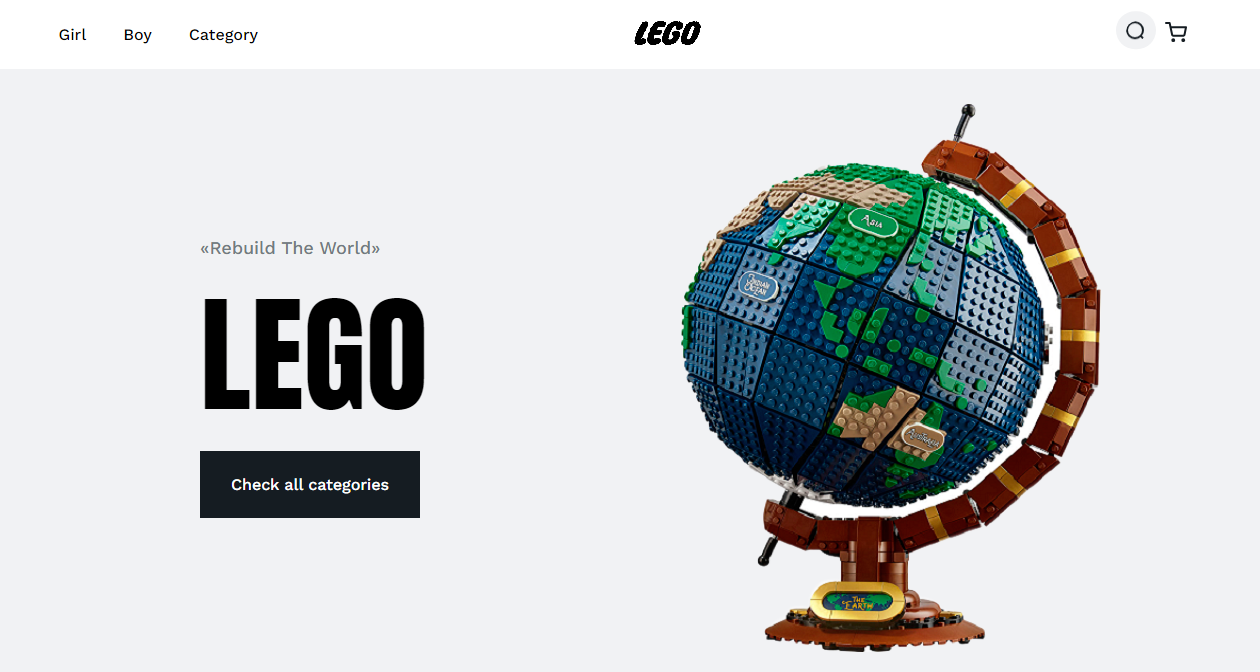 Girl Boy Category
LEGO
«Rebuild The World»
LEGO
Check all categories
ASIA
INDIAN
OCEAN
AUSTRALIA
THE
EARTH